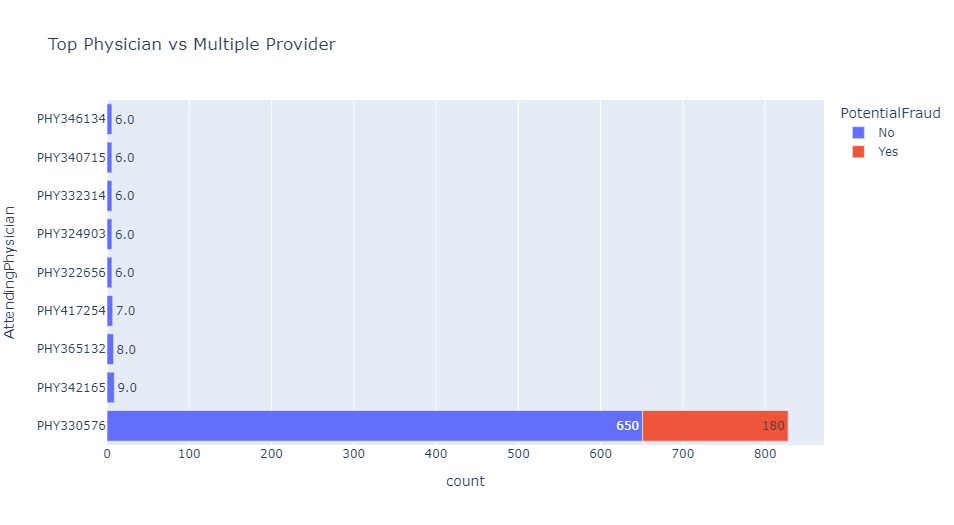 Top Physician vs Multiple Provider
PotentialFraud
No
Yes
AttendingPhysician
PHY346134 6.0
PHY340715 6.0
PHY332314 6.0
PHY324903 6.0
PHY322656 6.0
PHY417254 7.0
PHY365132 8.0
PHY342165 9.0
PHY330576 650 180
0 100 200 300 400 500 600 700 800
count